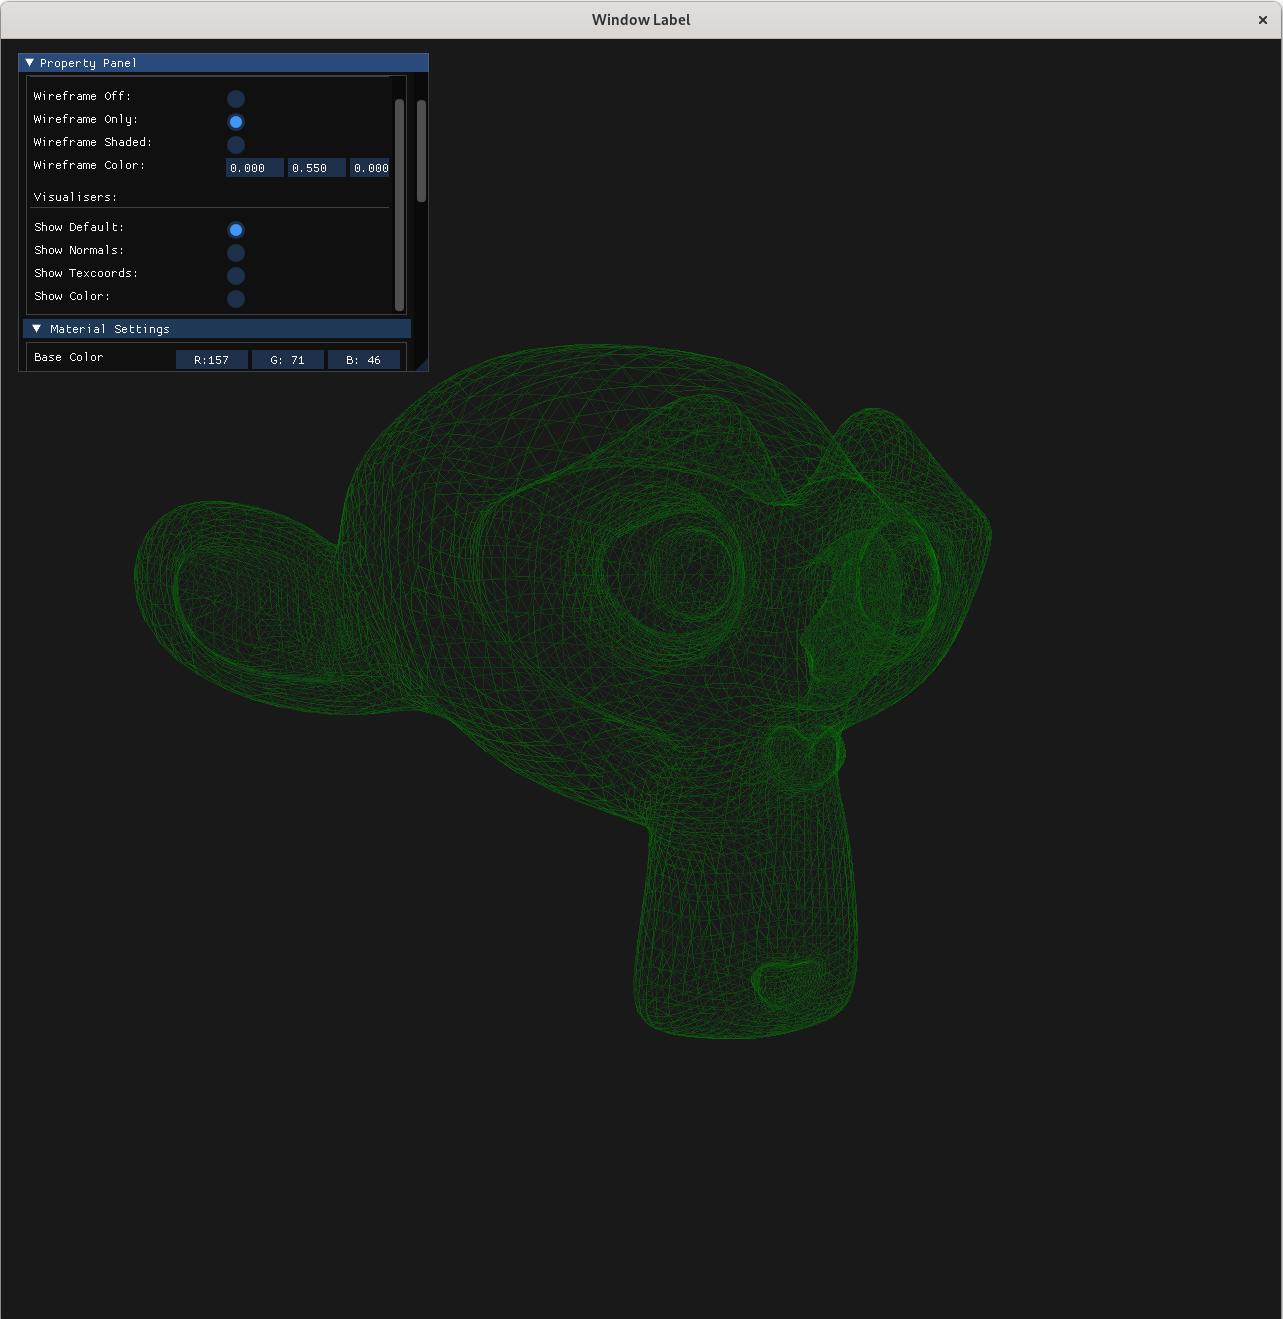 Window Label
Property Panel
Wireframe Off:
Wireframe Only:
Wireframe Shaded:
Wireframe Color: 0.000 0.550 0.000
Visualisers:
Show Default:
Show Normals:
Show Texcoords:
Show Color:
Material Settings
Base Color R:157 G: 71 B: 46